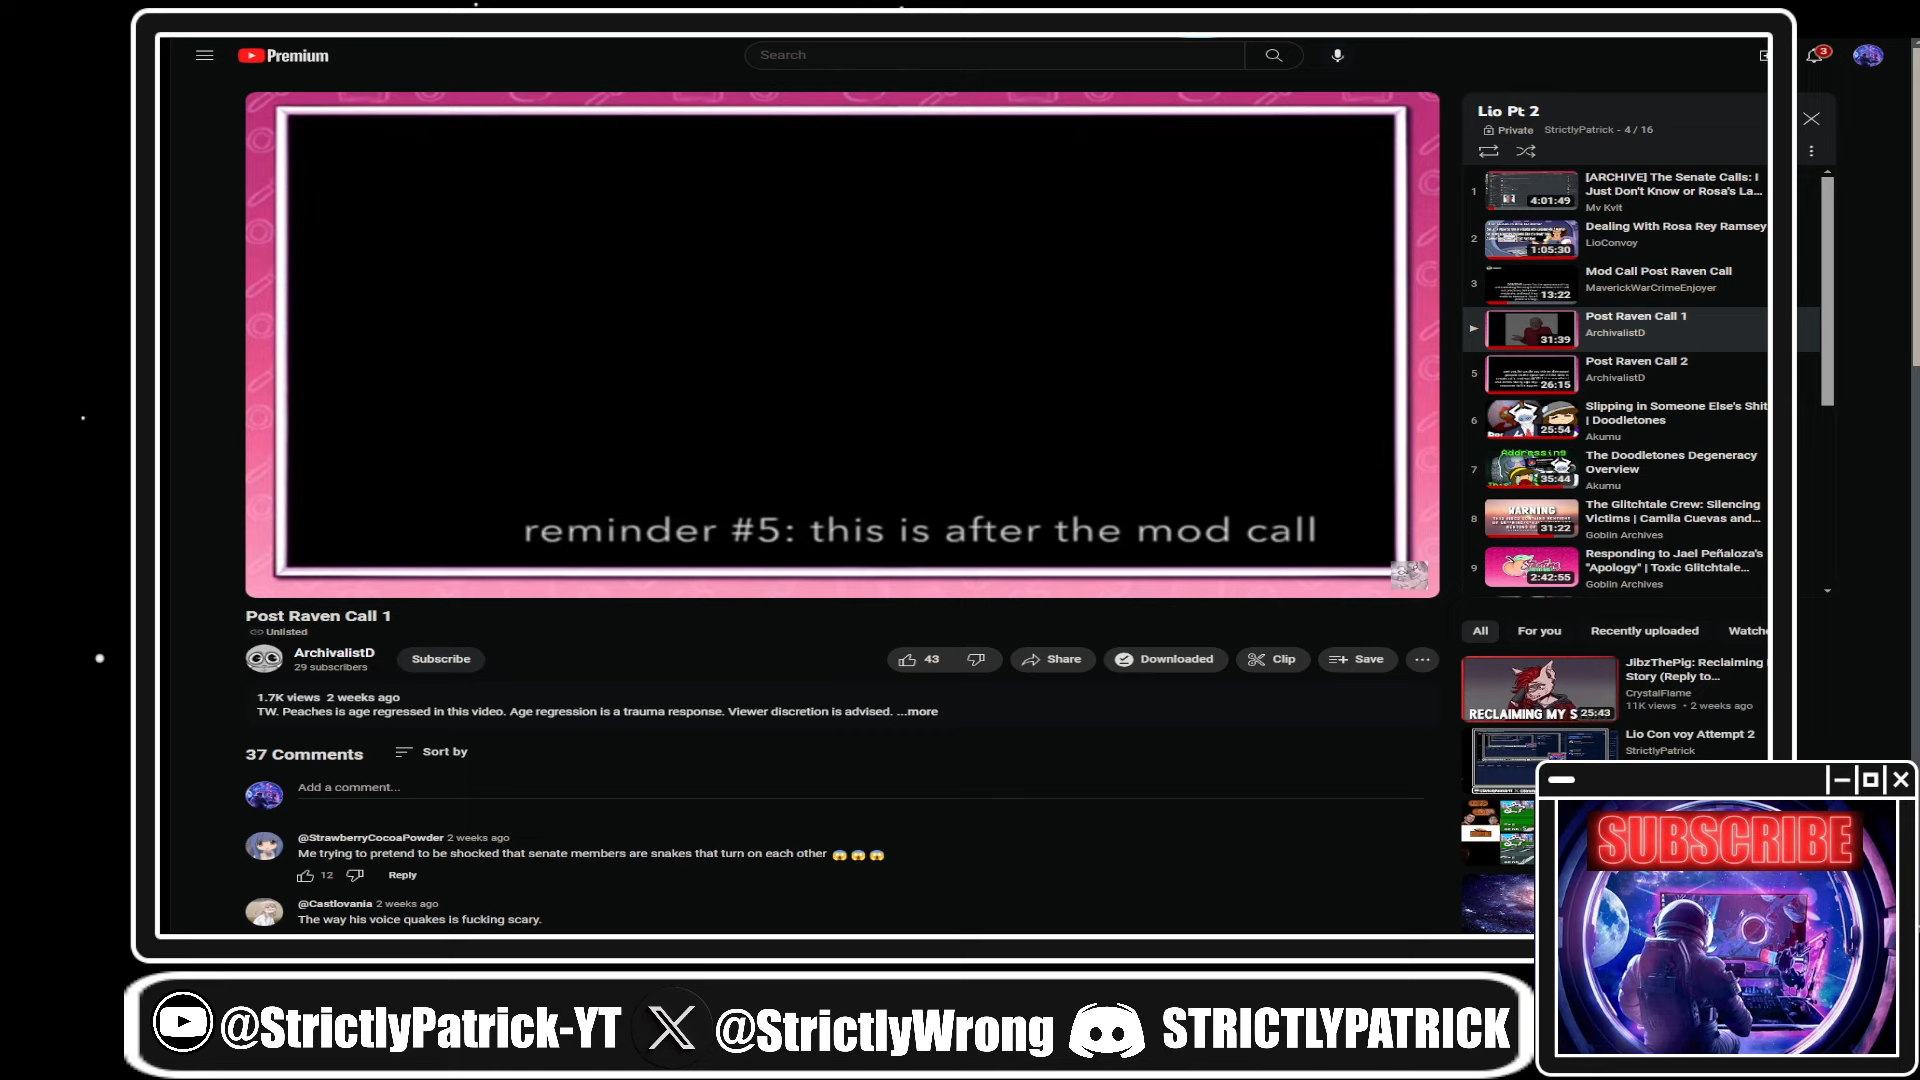 Premium
Search
3
reminder #5: this is after the mod call
Post Raven Call 1
Unlisted
ArchivalistD
29 subscribers
Subscribe
43
Share
Downloaded
Clip
Save
1.7K views 2 weeks ago
TW. Peaches is age regressed in this video. Age regression is a trauma response. Viewer discretion is advised. ...more
37 Comments
Sort by
Add a comment...
@StrawberryCocoaPowder 2 weeks ago
Me trying to pretend to be shocked that senate members are snakes that turn on each other 😱 😱 😱
12
Reply
@Castlovania 2 weeks ago
The way his voice quakes is fucking scary.
Lio Pt 2
Private StrictlyPatrick - 4 / 16
1
4:01:49
[ARCHIVE] The Senate Calls: I
Just Don't Know or Rosa's La...
Mv Kvlt
2
1:05:30
Dealing With Rosa Rey Ramsey
LioConvoy
3
13:22
Mod Call Post Raven Call
MaverickWarCrimeEnjoyer
31:39
Post Raven Call 1
ArchivalistD
5
26:15
Post Raven Call 2
ArchivalistD
6
25:54
Slipping in Someone Else's Shit
| Doodletones
Akumu
7
Addressing
35:44
The Doodletones Degeneracy
Overview
Akumu
8
WARNING
31:22
The Glitchtale Crew: Silencing
Victims | Camila Cuevas and...
Goblin Archives
9
2:42:55
Responding to Jael Peñaloza's
"Apology" | Toxic Glitchtale...
Goblin Archives
All
For you
Recently uploaded
Watch
RECLAIMING MY S
25:43
JibzThePig: Reclaiming
Story (Reply to...
CrystalFlame
11K views • 2 weeks ago
Lio Con voy Attempt 2
StrictlyPatrick
SUBSCRIBE
@StrictlyPatrick-YT
@StrictlyWrong
STRICTLYPATRICK